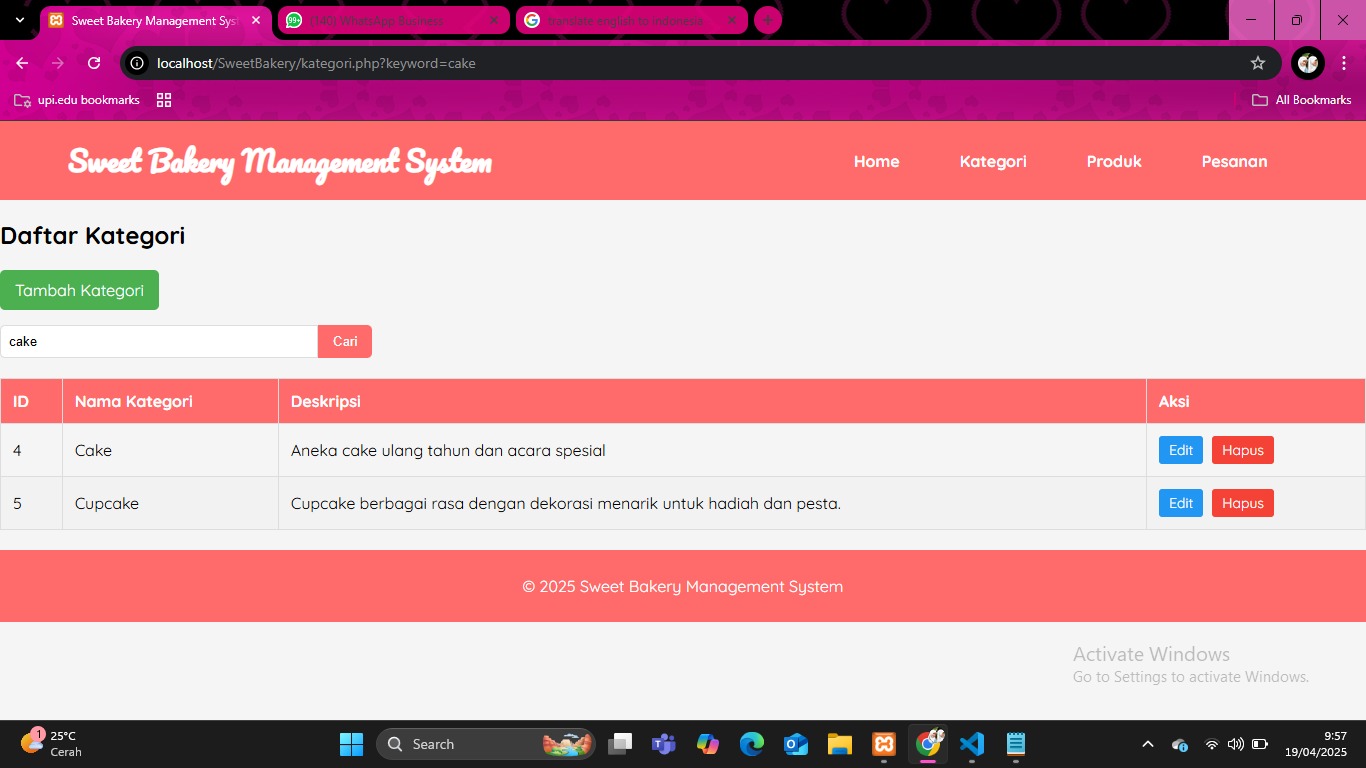 Sweet Bakery Management Sys
(140) WhatsApp Business
translate english to indonesia
localhost/SweetBakery/kategori.php?keyword=cake
upi.edu bookmarks
All Bookmarks
Sweet Bakery Management System
Home Kategori Produk Pesanan
Daftar Kategori
Tambah Kategori
cake Cari
ID Nama Kategori Deskripsi Aksi
4 Cake Aneka cake ulang tahun dan acara spesial Edit Hapus
5 Cupcake Cupcake berbagai rasa dengan dekorasi menarik untuk hadiah dan pesta. Edit Hapus
© 2025 Sweet Bakery Management System
Activate Windows
Go to Settings to activate Windows.
1
25°C
Cerah
Search
9:57
19/04/2025